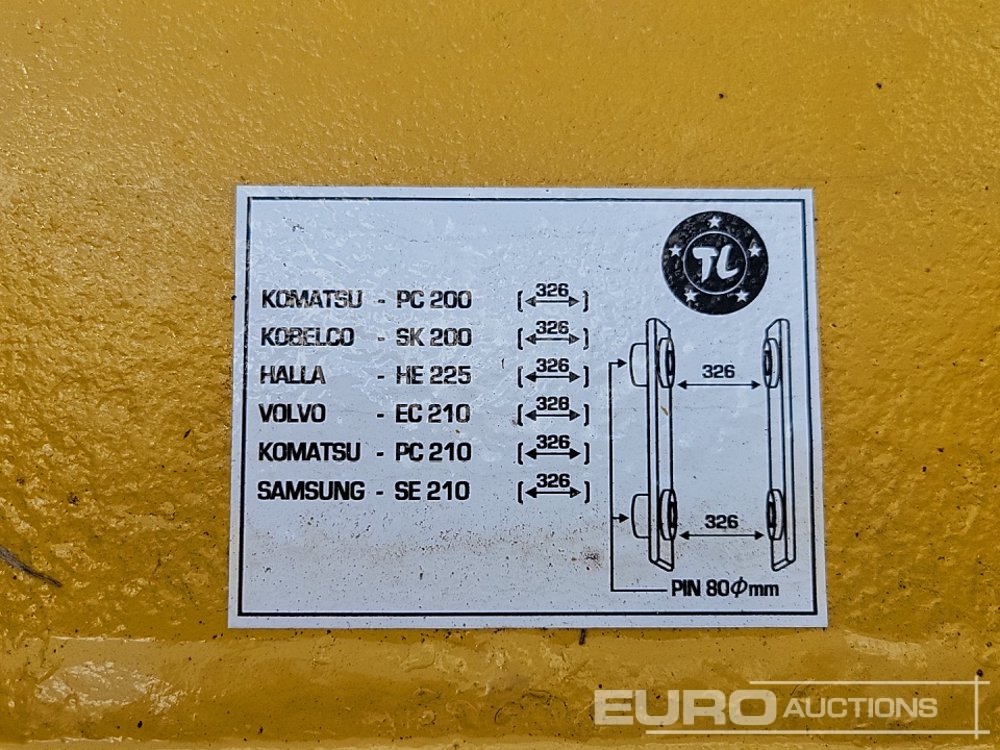 TL
KOMATSU - PC 200 [326]
KOBELCO - SK 200 [326]
HALLA - HE 225 [326]
VOLVO - EC 210 [326]
KOMATSU - PC 210 [326]
SAMSUNG - SE 210 [326]
326
326
PIN 80ϕmm
EURO AUCTIONS